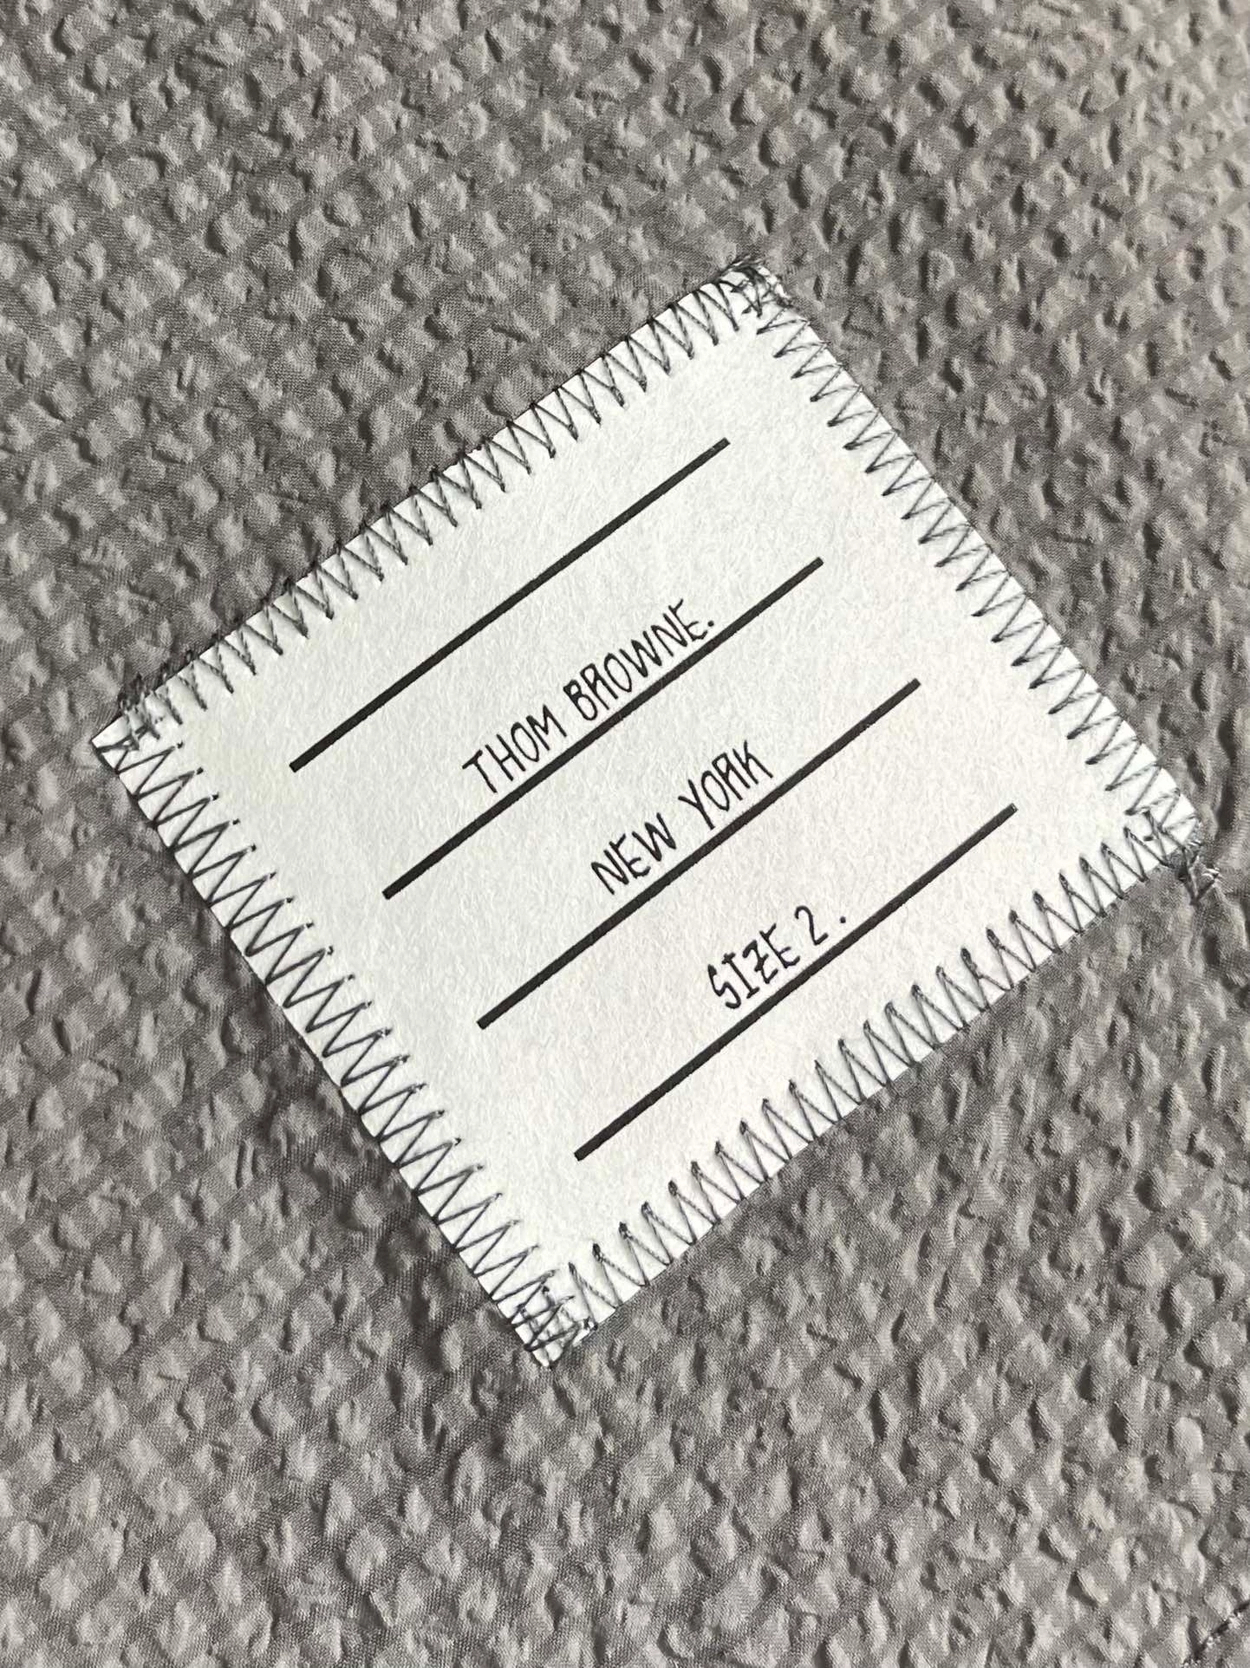 THOM BROWNE.
NEW YORK
SIZE 2.